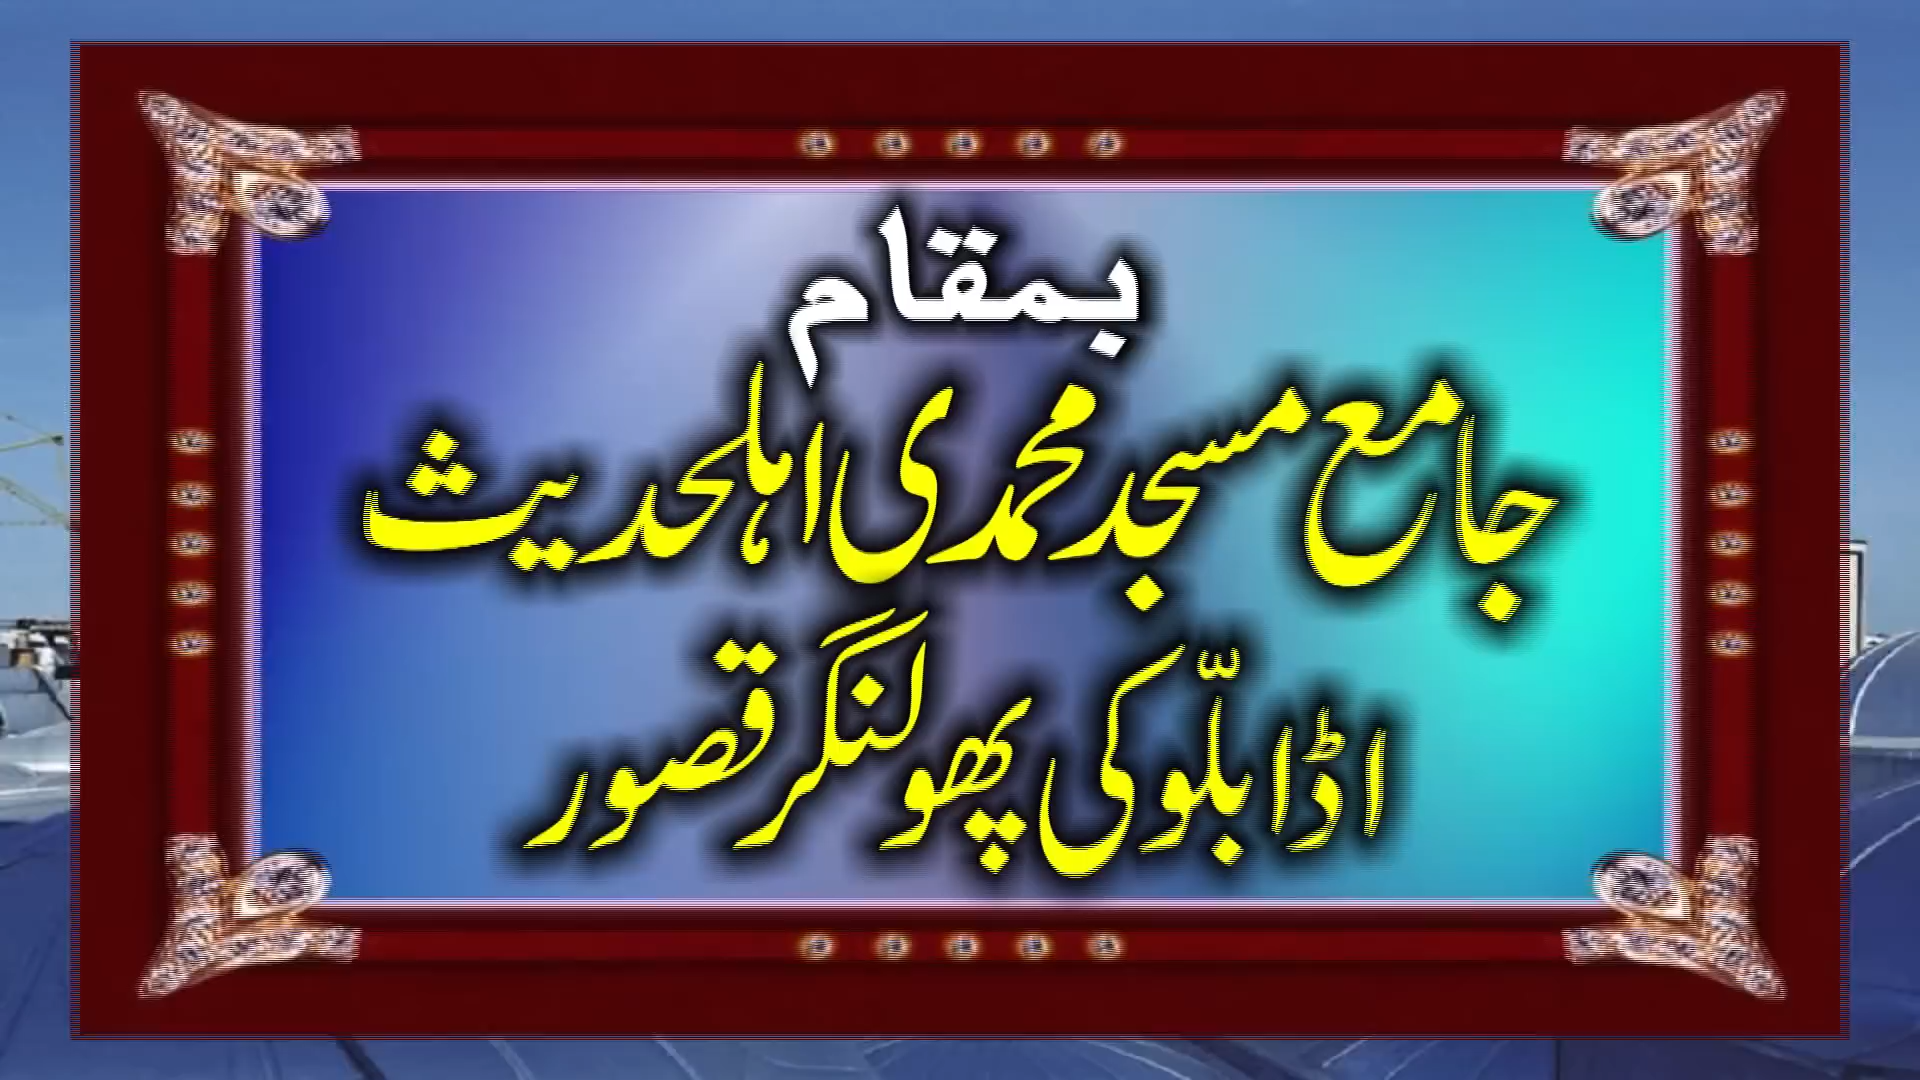 بمقام
جامع مسجد محمدی اہلحدیث
اڈا بلّوکی پھولنگر قصور